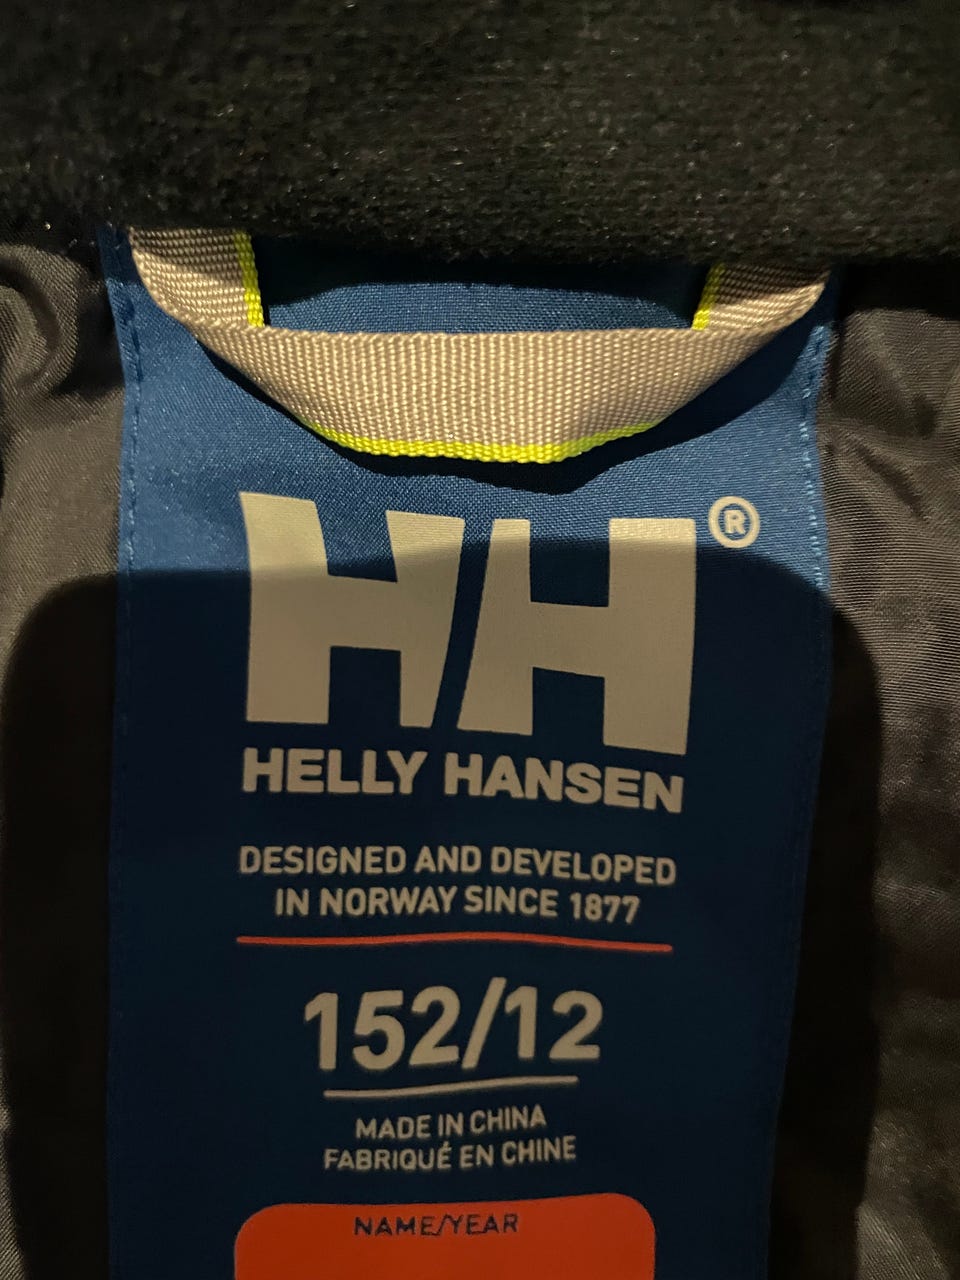 HH®
HELLY HANSEN
DESIGNED AND DEVELOPED
IN NORWAY SINCE 1877
152/12
MADE IN CHINA
FABRIQUÉ EN CHINE
NAME/YEAR